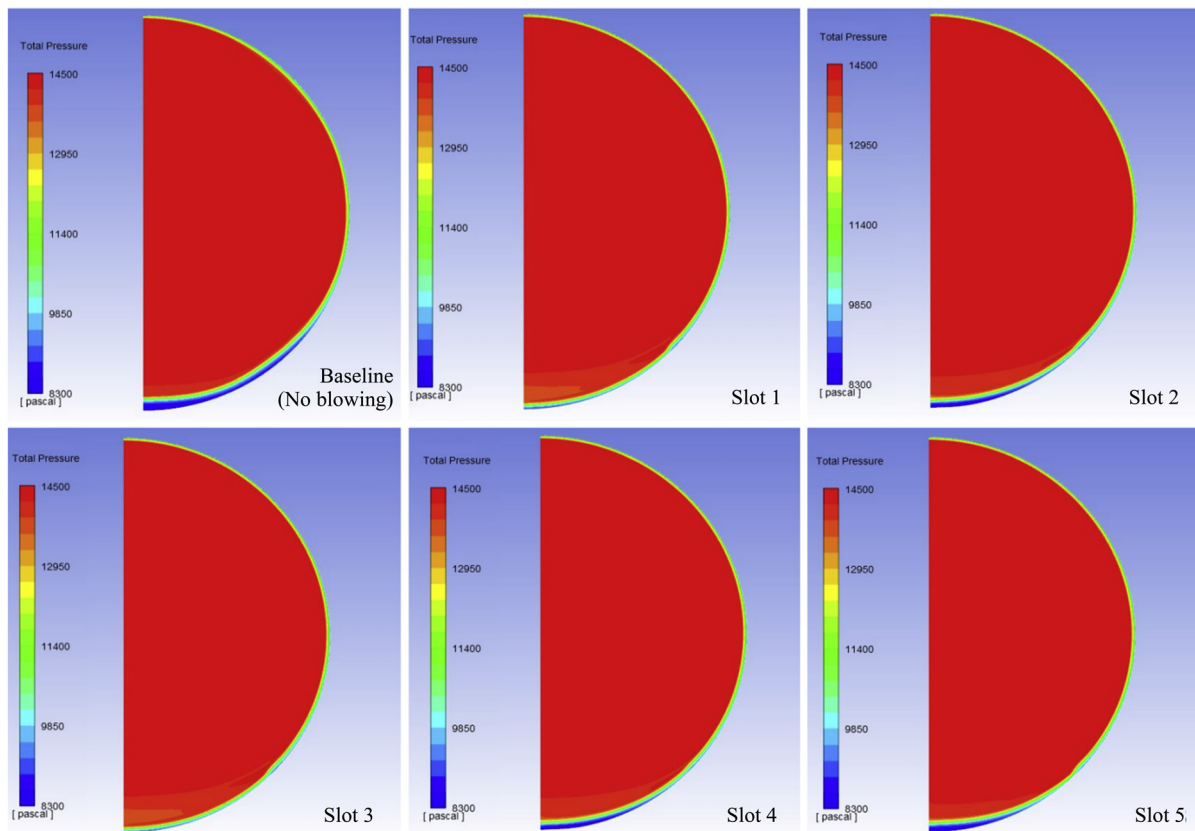 Total Pressure
14500
12950
11400
9850
8300
[ pascal ]
Baseline
(No blowing)
Total Pressure
14500
12950
11400
9850
8300
[ pascal ]
Slot 1
Total Pressure
14500
12950
11400
9850
8300
[ pascal ]
Slot 2
Total Pressure
14500
12950
11400
9850
8300
[ pascal ]
Slot 3
Total Pressure
14500
12950
11400
9850
8300
[ pascal ]
Slot 4
Total Pressure
14500
12950
11400
9850
8300
[ pascal ]
Slot 5